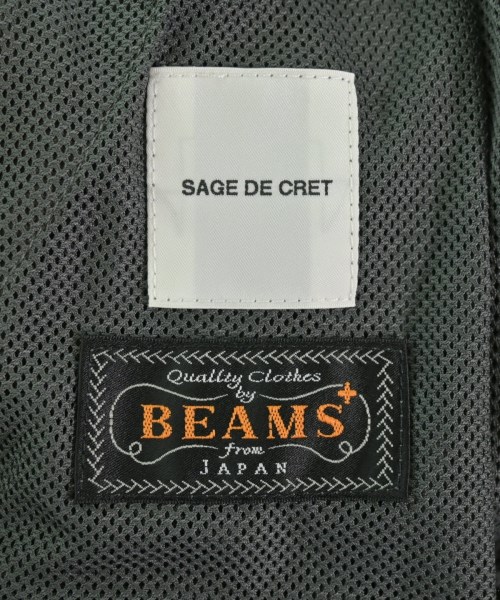 SAGE DE CRET
Quality Clothes
by
BEAMS+
from
JAPAN